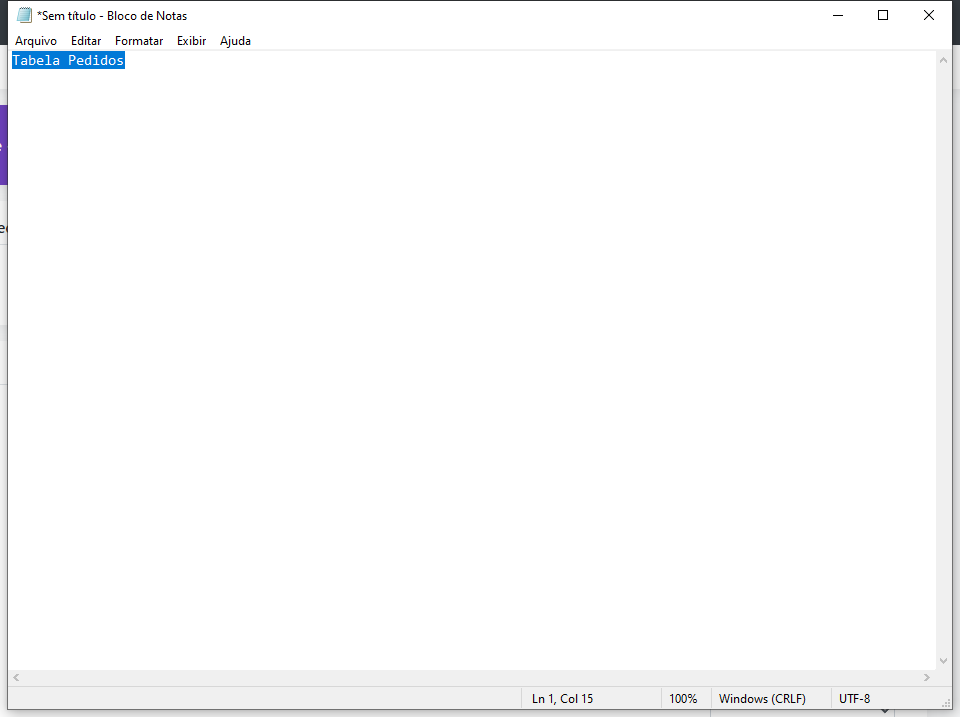 *Sem título - Bloco de Notas
Arquivo Editar Formatar Exibir Ajuda
Tabela Pedidos
Ln 1, Col 15 100% Windows (CRLF) UTF-8